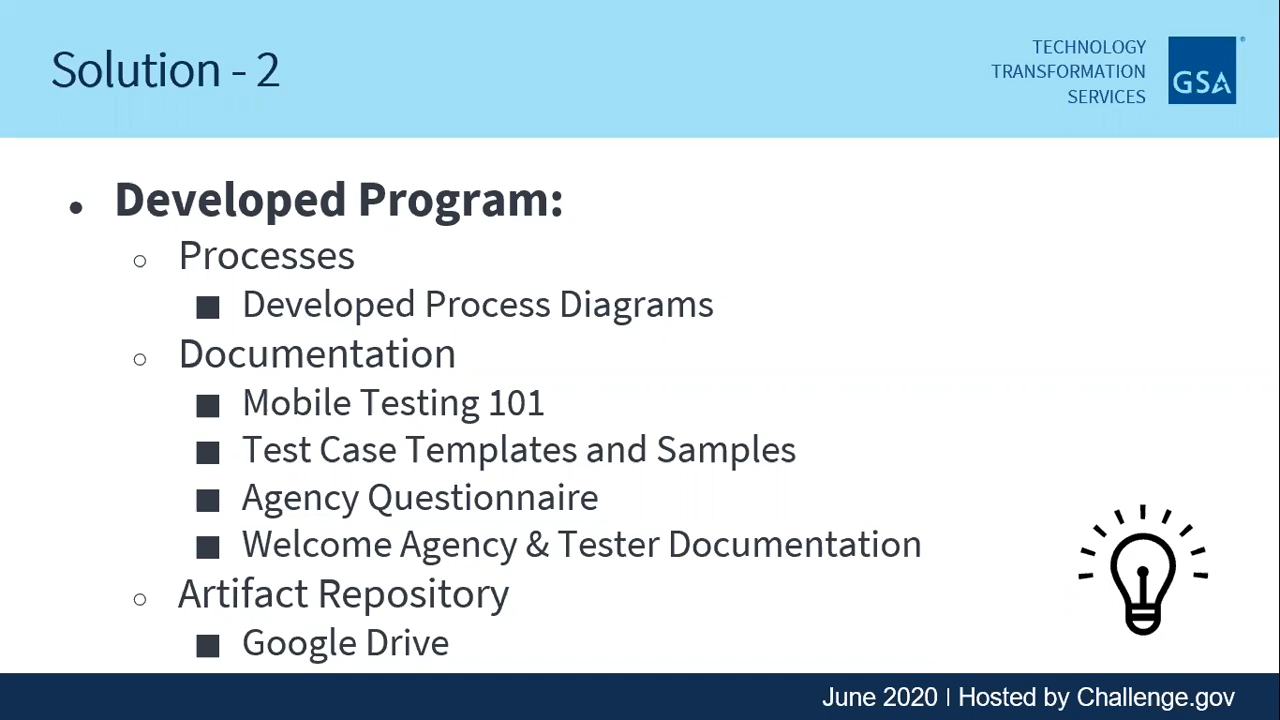 Solution - 2
TECHNOLOGY
TRANSFORMATION
SERVICES
GSA
®
• Developed Program:
○ Processes
■ Developed Process Diagrams
○ Documentation
■ Mobile Testing 101
■ Test Case Templates and Samples
■ Agency Questionnaire
■ Welcome Agency & Tester Documentation
○ Artifact Repository
■ Google Drive
June 2020 | Hosted by Challenge.gov